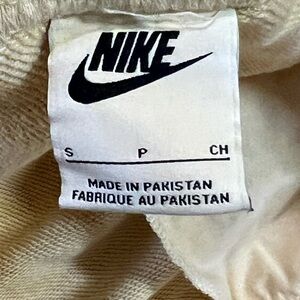 NIKE
S P CH
MADE IN PAKISTAN
FABRIQUE AU PAKISTAN